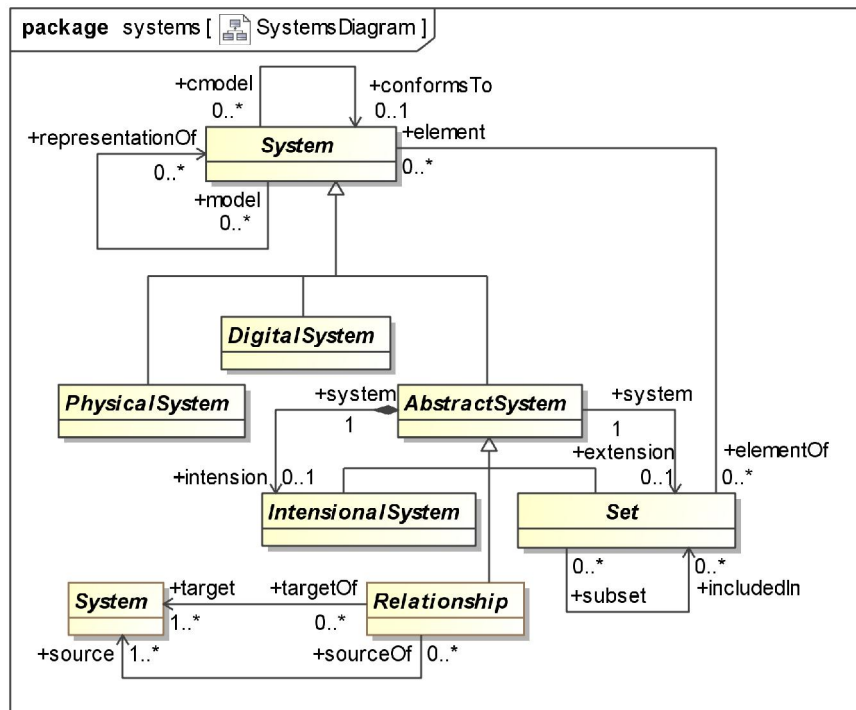 package systems [ SystemsDiagram ]
+cmodel
+conformsTo
0..*
0..1
+representationOf
+element
System
0..*
0..*
+model
0..*
DigitalSystem
PhysicalSystem
+system
AbstractSystem
+system
1
1
+extension
+elementOf
+intension
0..1
0..1
0..*
IntensionalSystem
Set
0..*
0..*
+subset
+includedIn
System
+target
+targetOf
Relationship
1..*
0..*
+source
1..*
+sourceOf
0..*